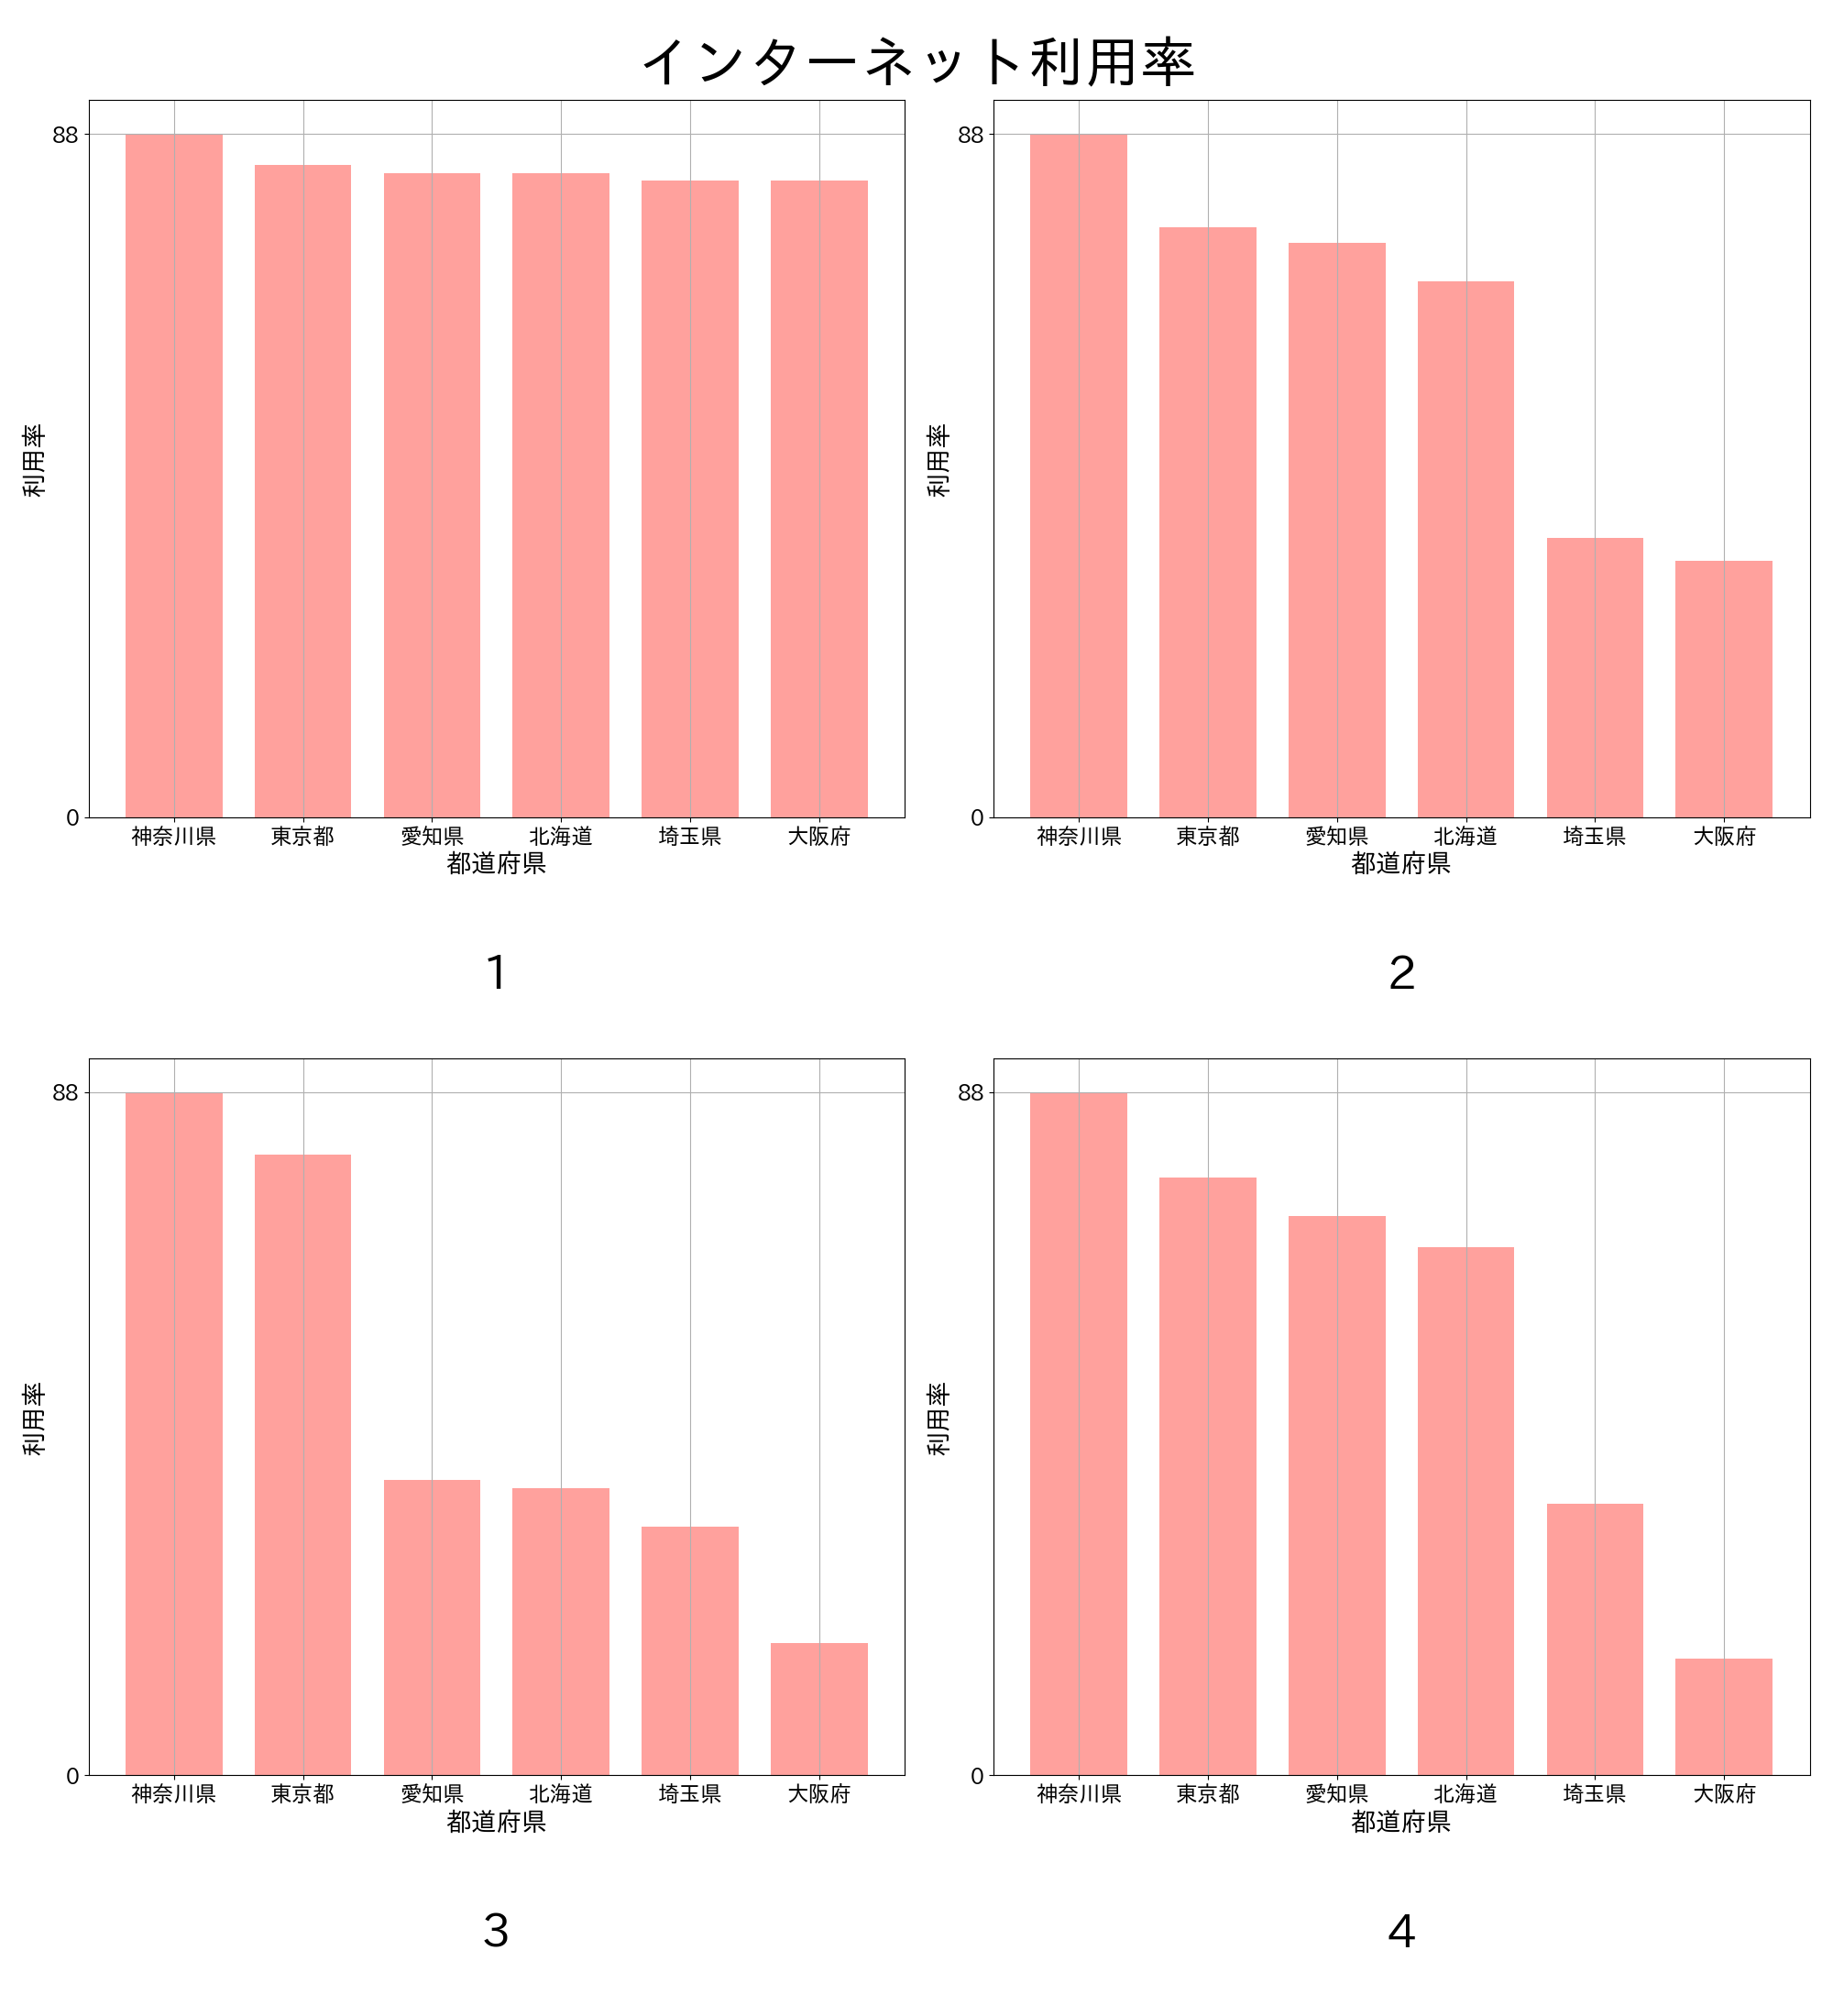 インターネット利用率
88
0
利用率
神奈川県 東京都 愛知県 北海道 埼玉県 大阪府
都道府県
1
88
0
利用率
神奈川県 東京都 愛知県 北海道 埼玉県 大阪府
都道府県
2
88
0
利用率
神奈川県 東京都 愛知県 北海道 埼玉県 大阪府
都道府県
3
88
0
利用率
神奈川県 東京都 愛知県 北海道 埼玉県 大阪府
都道府県
4